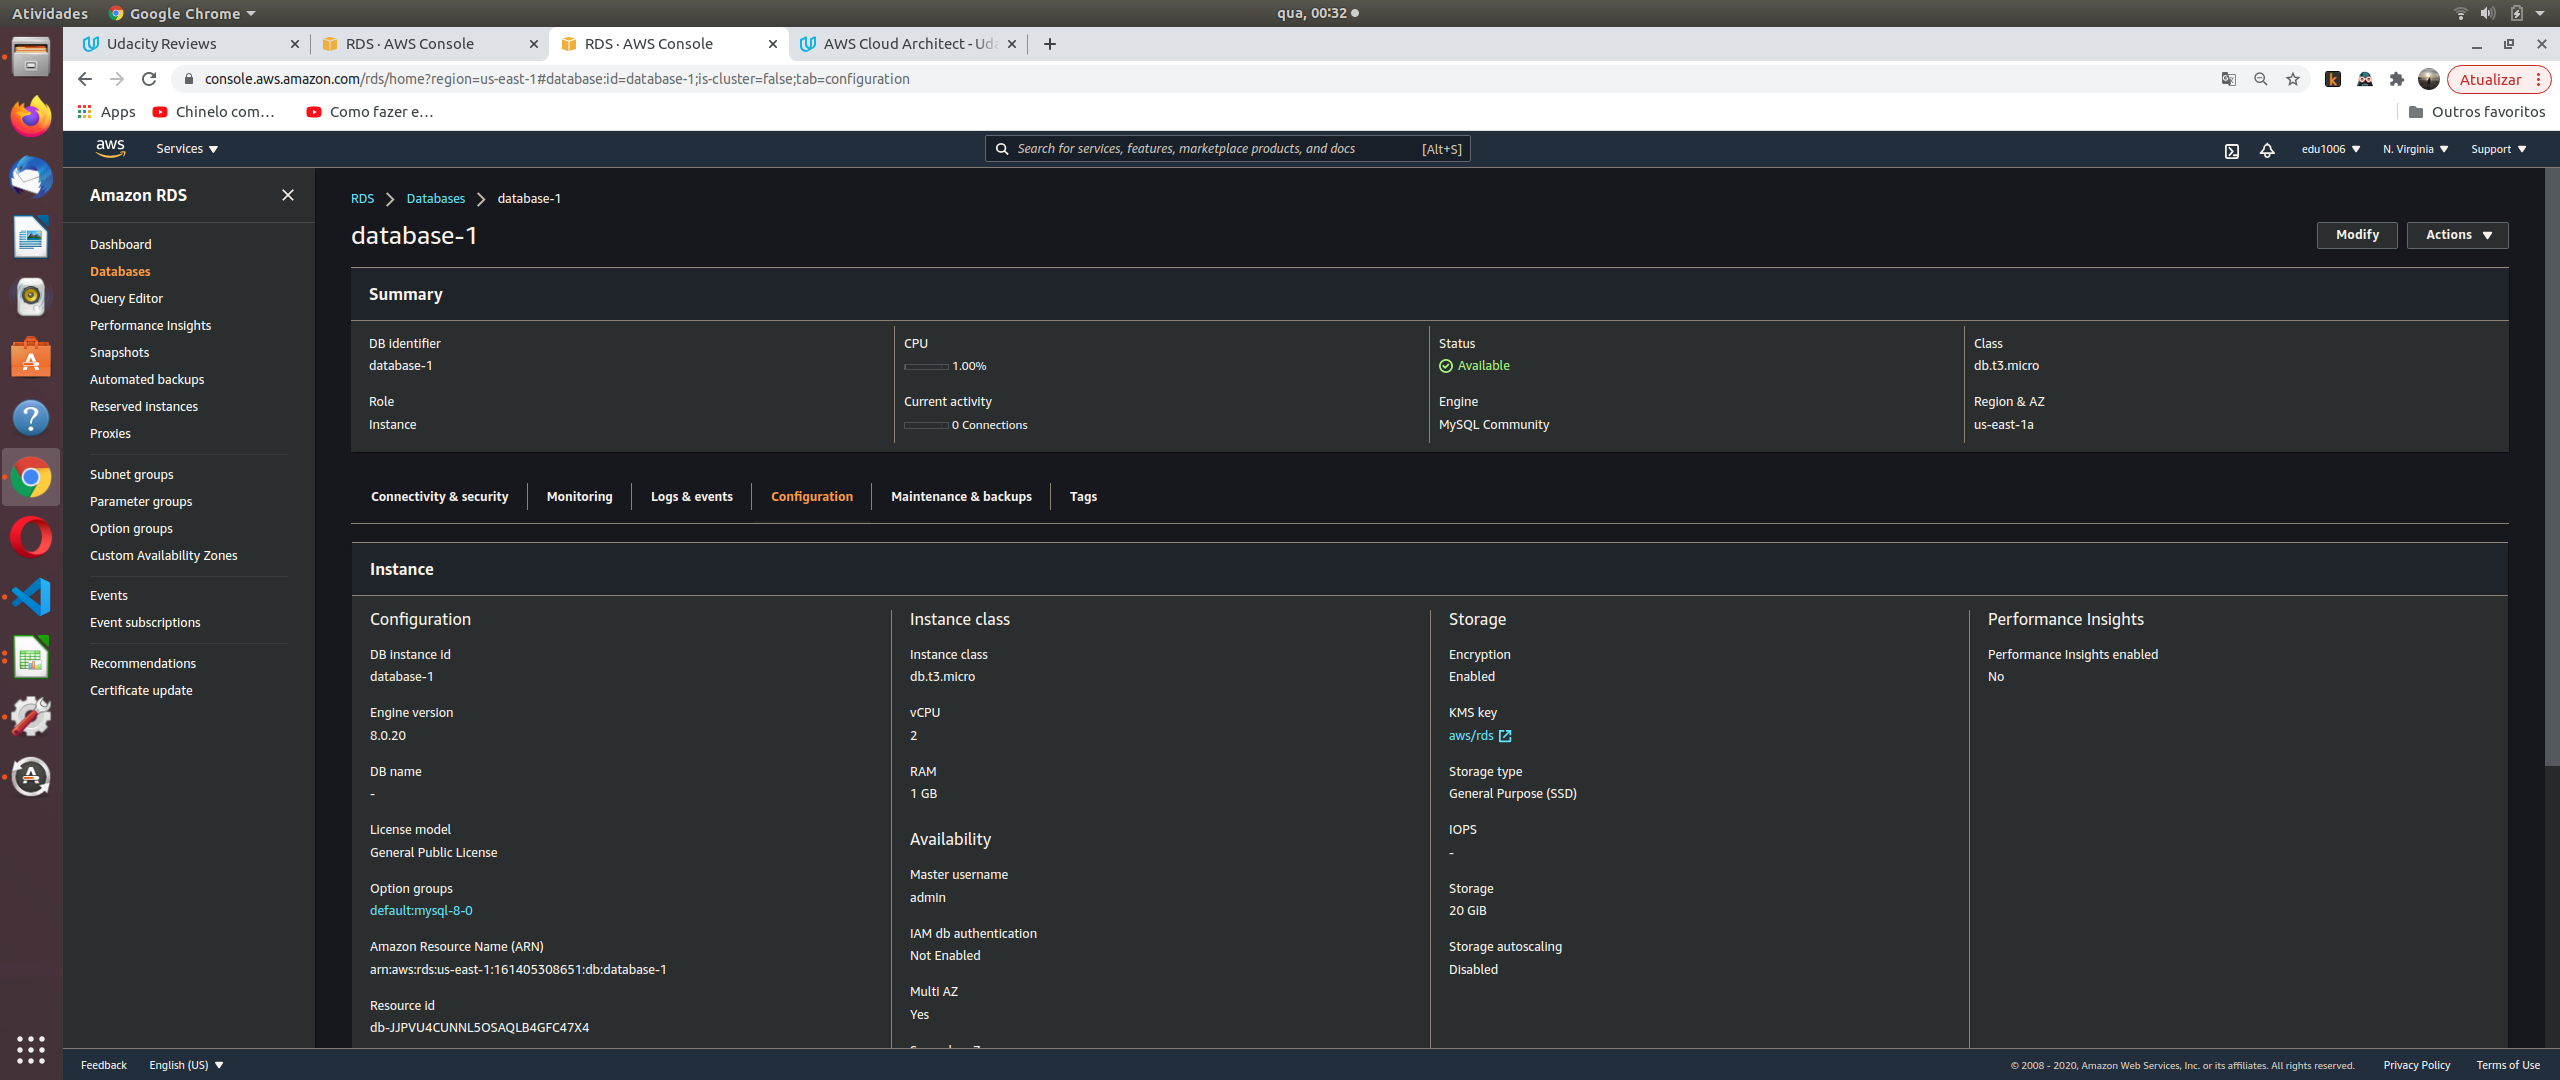 Atividades
Google Chrome
qua, 00:32
Udacity Reviews
RDS · AWS Console
RDS · AWS Console
AWS Cloud Architect - Uda
console.aws.amazon.com/rds/home?region=us-east-1#database:id=database-1;is-cluster=false;tab=configuration
Atualizar
Apps
Chinelo com...
Como fazer e...
Outros favoritos
aws
Services
Search for services, features, marketplace products, and docs
[Alt+S]
edu1006
N. Virginia
Support
Amazon RDS
Dashboard
Databases
Query Editor
Performance Insights
Snapshots
Automated backups
Reserved instances
Proxies
Subnet groups
Parameter groups
Option groups
Custom Availability Zones
Events
Event subscriptions
Recommendations
Certificate update
RDS
Databases
database-1
database-1
Modify
Actions
Summary
DB identifier
database-1
CPU
1.00%
Status
Available
Class
db.t3.micro
Role
Instance
Current activity
0 Connections
Engine
MySQL Community
Region & AZ
us-east-1a
Connectivity & security
Monitoring
Logs & events
Configuration
Maintenance & backups
Tags
Instance
Configuration
DB instance id
database-1
Engine version
8.0.20
DB name
-
License model
General Public License
Option groups
default:mysql-8-0
Amazon Resource Name (ARN)
arn:aws:rds:us-east-1:161405308651:db:database-1
Resource id
db-JJPVU4CUNNL5OSAQLB4GFC47X4
Instance class
Instance class
db.t3.micro
vCPU
2
RAM
1 GB
Availability
Master username
admin
IAM db authentication
Not Enabled
Multi AZ
Yes
Storage
Encryption
Enabled
KMS key
aws/rds
Storage type
General Purpose (SSD)
IOPS
-
Storage
20 GiB
Storage autoscaling
Disabled
Performance Insights
Performance Insights enabled
No
Feedback
English (US)
© 2008 - 2020, Amazon Web Services, Inc. or its affiliates. All rights reserved.
Privacy Policy
Terms of Use